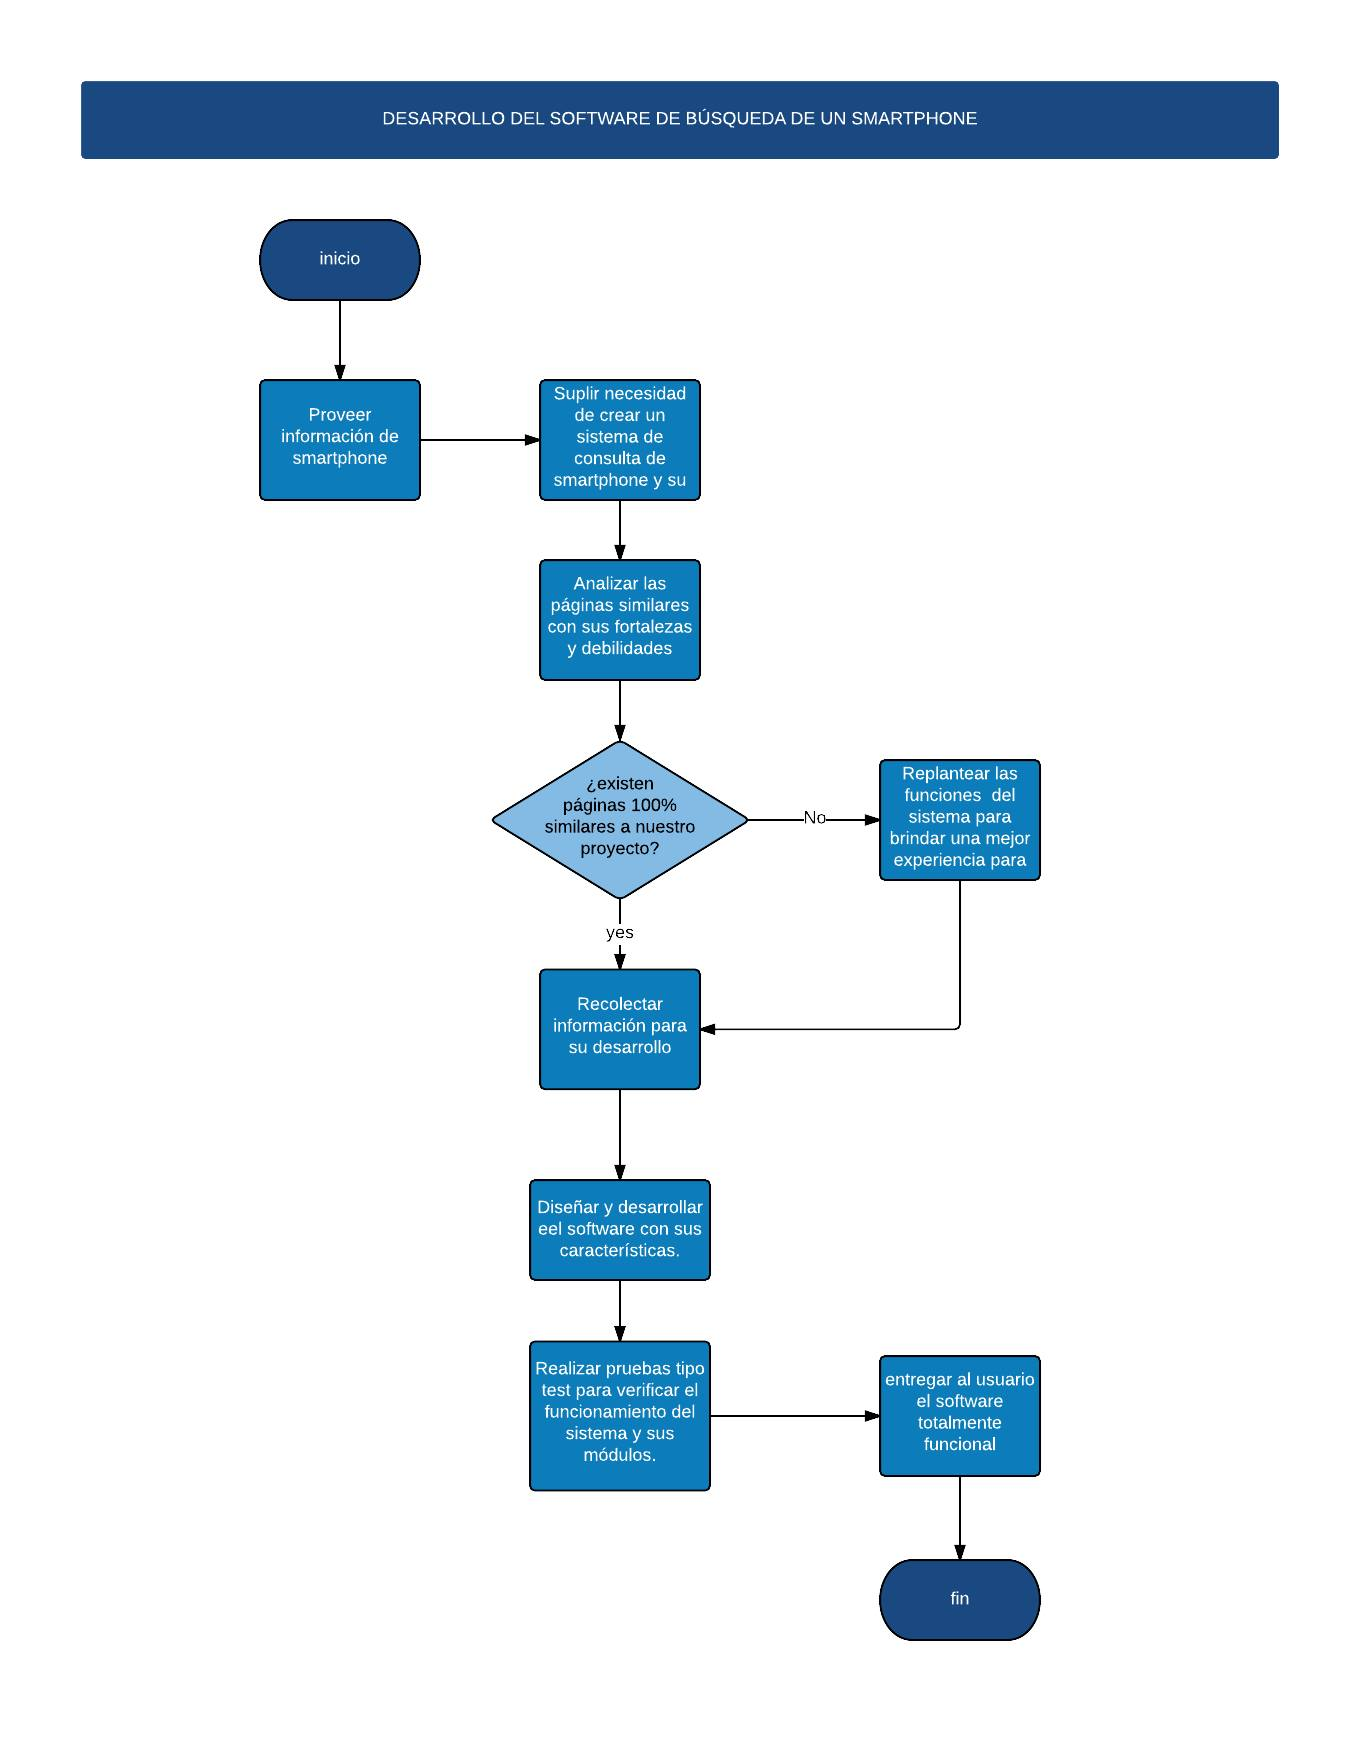 DESARROLLO DEL SOFTWARE DE BÚSQUEDA DE UN SMARTPHONE
inicio
Proveer
información de
smartphone
Suplir necesidad
de crear un
sistema de
consulta de
smartphone y su
Analizar las
páginas similares
con sus fortalezas
y debilidades
¿existen
páginas 100%
similares a nuestro
proyecto?
No
Replantear las
funciones  del
sistema para
brindar una mejor
experiencia para
yes
Recolectar
información para
su desarrollo
Diseñar y desarrollar
eel software con sus
características.
Realizar pruebas tipo
test para verificar el
funcionamiento del
sistema y sus
módulos.
entregar al usuario
el software
totalmente
funcional
fin